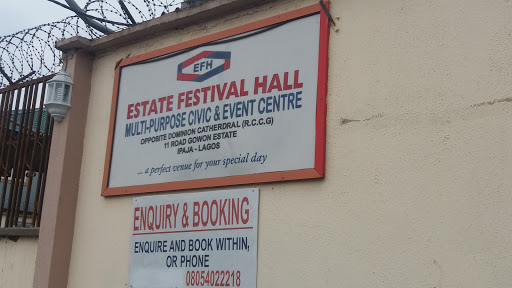 EFH
ESTATE FESTIVAL HALL
MULTI-PURPOSE CIVIC & EVENT CENTRE
OPPOSITE DOMINION CATHERDRAL (R.C.C.G)
11 ROAD GOWON ESTATE
IPAJA - LAGOS
... a perfect venue for your special day
ENQUIRY & BOOKING
ENQUIRE AND BOOK WITHIN,
OR PHONE
08054022218